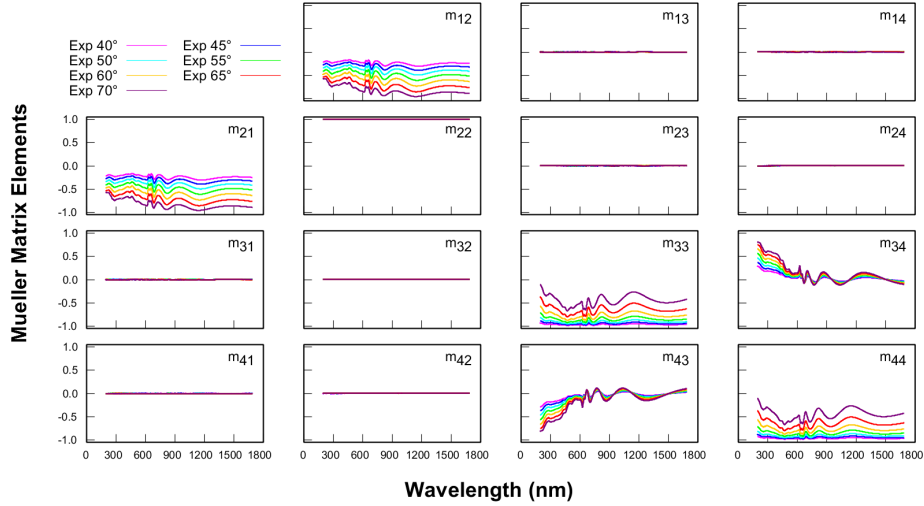 m12
m13
m14
Exp 40° Exp 45°
Exp 50° Exp 55°
Exp 60° Exp 65°
Exp 70°
Mueller Matrix Elements
1.0 m21 m22 m23 m24
0.0
-0.5
-1.0
1.0 m31 m32 m33 m34
0.5
0.0
-0.5
-1.0
1.0 m41 m42 m43 m44
0.5
0.0
-0.5
-1.0
0 300 600 900 1200 1800 0 300 600 900 1200 1500 1800 0 300 600 900 1200 1500 1800 0 300 600 900 1200 1500 1800
Wavelength (nm)